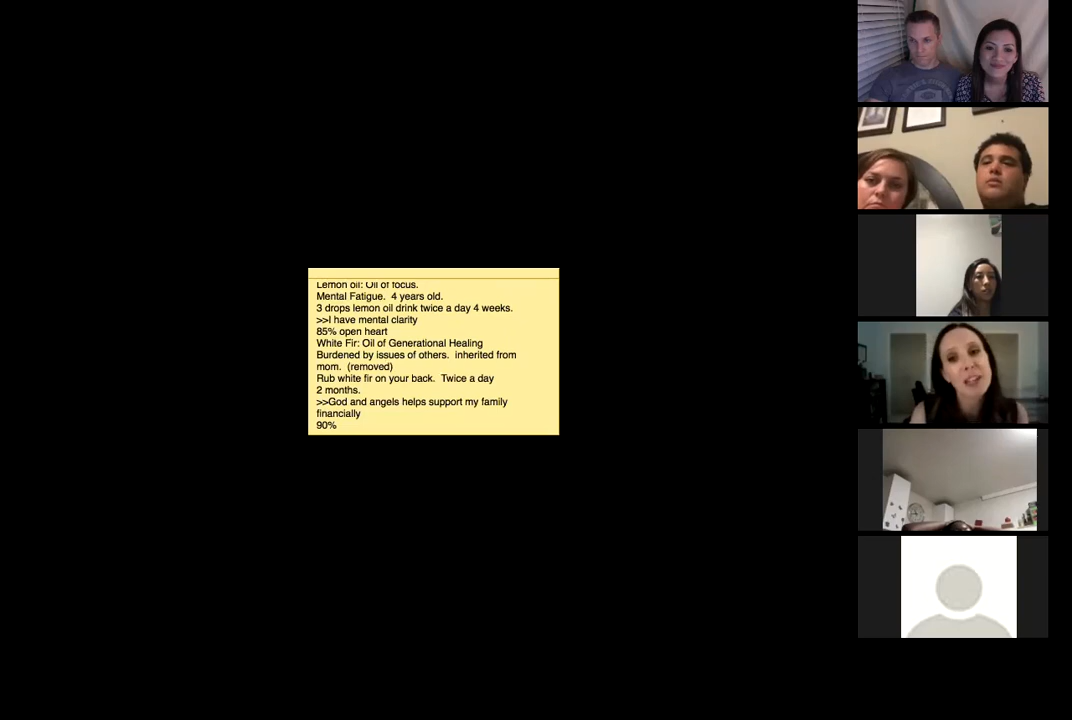 Lemon oil: Oil of focus.
Mental Fatigue.  4 years old.
3 drops lemon oil drink twice a day 4 weeks.
>>I have mental clarity
85% open heart
White Fir: Oil of Generational Healing
Burdened by issues of others.  inherited from
mom.  (removed)
Rub white fir on your back.  Twice a day
2 months.
>>God and angels helps support my family
financially
90%